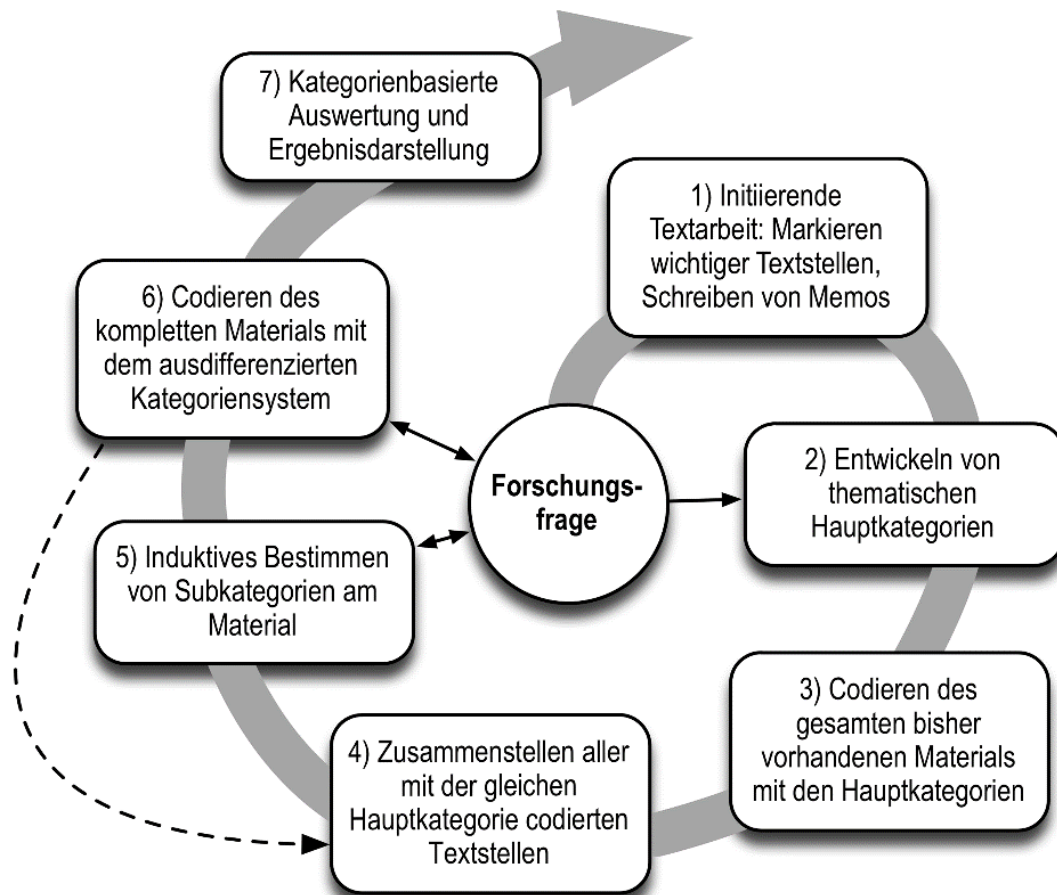 7) Kategorienbasierte
Auswertung und
Ergebnisdarstellung
1) Initiierende
Textarbeit: Markieren
wichtiger Textstellen,
Schreiben von Memos
6) Codieren des
kompletten Materials mit
dem ausdifferenzierten
Kategoriensystem
Forschungs-
frage
2) Entwickeln von
thematischen
Hauptkategorien
5) Induktives Bestimmen
von Subkategorien am
Material
3) Codieren des
gesamten bisher
vorhandenen Materials
mit den Hauptkategorien
4) Zusammenstellen aller
mit der gleichen
Hauptkategorie codierten
Textstellen